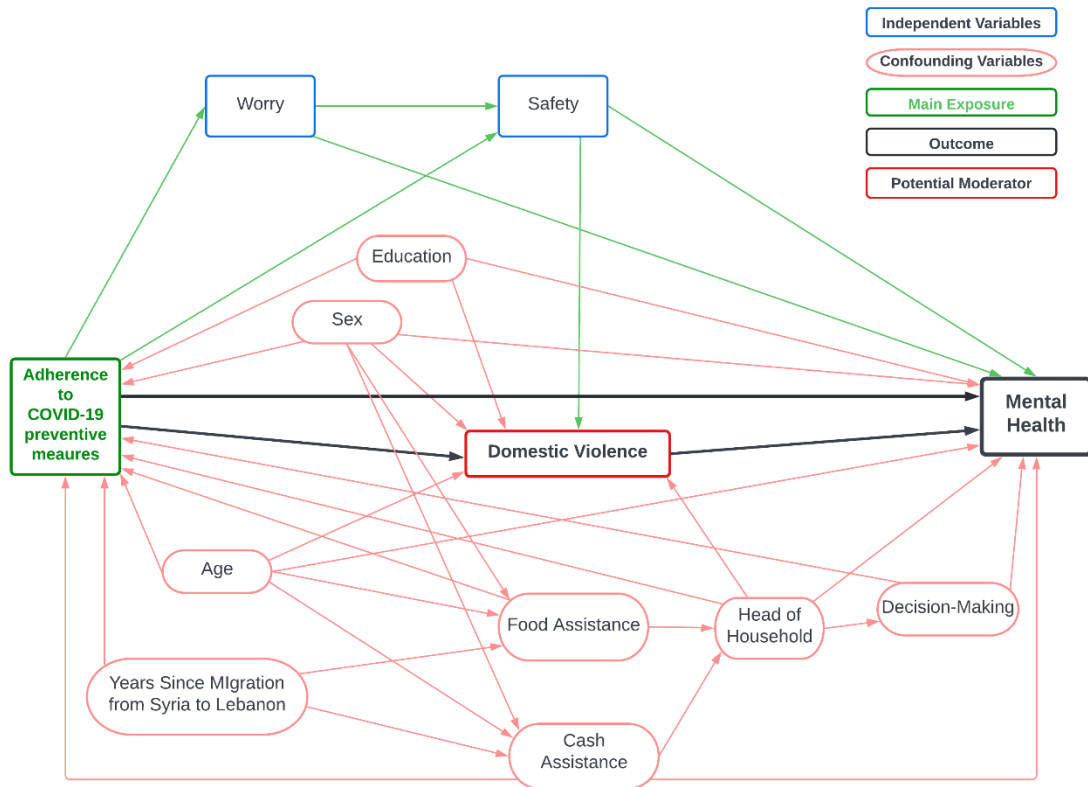 Independent Variables
Confounding Variables
Main Exposure
Outcome
Potential Moderator
Worry
Safety
Education
Sex
Adherence
to
COVID-19
preventive
meaures
Mental
Health
Domestic Violence
Age
Food Assistance
Head of
Household
Decision-Making
Years Since MIgration
from Syria to Lebanon
Cash
Assistance